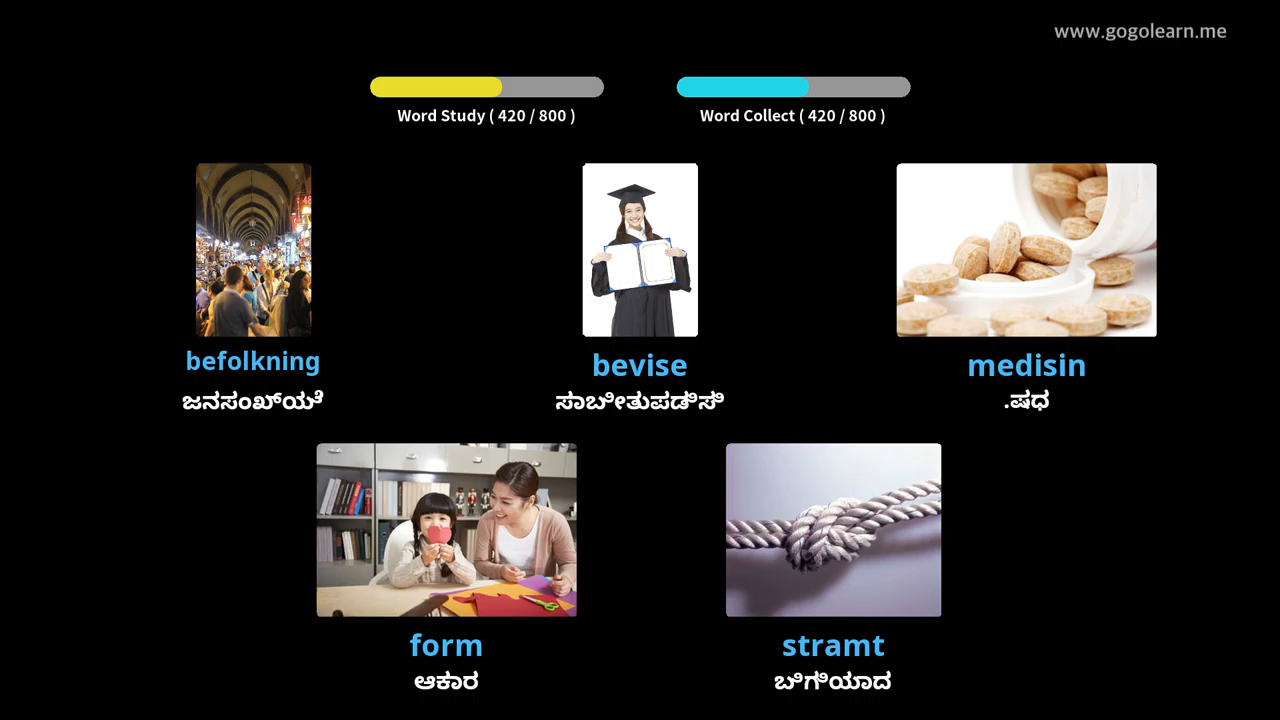 www.gogolearn.me
Word Study ( 420 / 800 )
Word Collect ( 420 / 800 )
befolkning
ಜನಸಂಖ್ಯೆ
bevise
ಸಾಬೀತುಪಡಿಸಿ
medisin
.ಷಧ
form
ಆಕಾರ
stramt
ಬಿಗಿಯಾದ